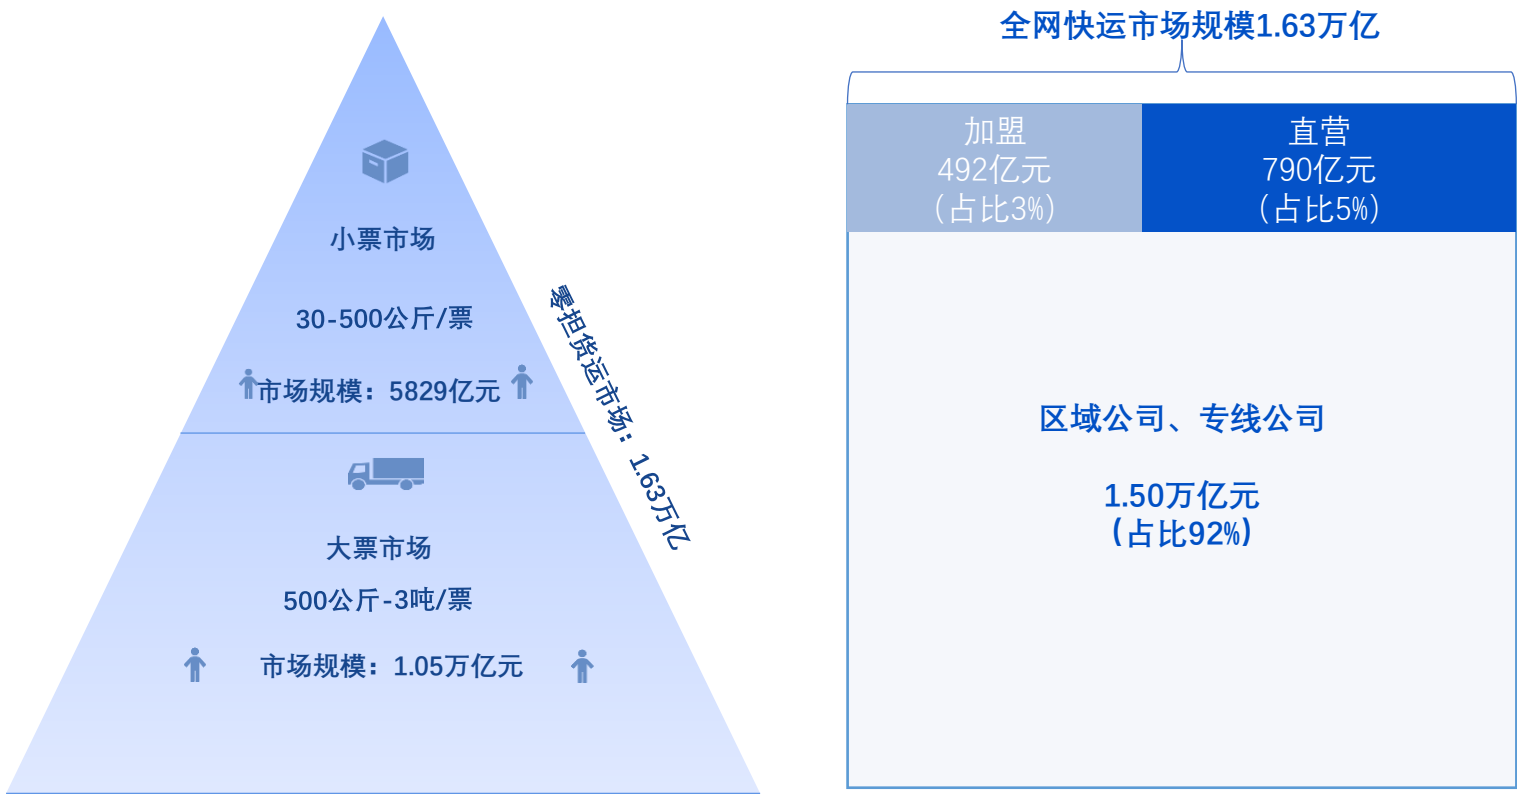 小票市场
30-500公斤/票
市场规模：5829亿元
大票市场
500公斤-3吨/票
市场规模：1.05万亿元
零担货运市场：1.63万亿
全网快运市场规模1.63万亿
加盟
492亿元
（占比3%）
直营
790亿元
（占比5%）
区域公司、专线公司
1.50万亿元
（占比92%）